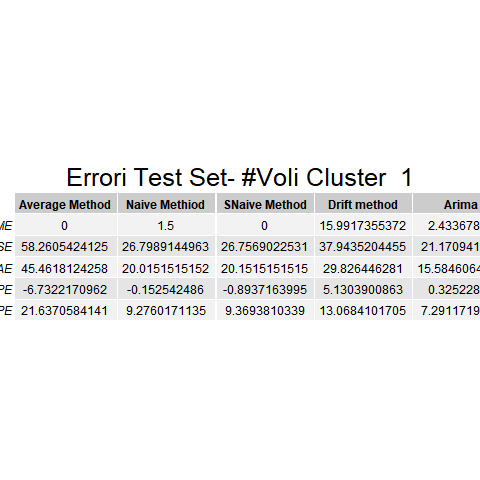 Errori Test Set- #Voli Cluster 1
Average Method Naive Methiod SNaive Method Drift method Arima
ME 0 1.5 0 15.9917355372 2.433678
SE 58.2605424125 26.7989144963 26.7569022531 37.9435204455 21.170941
AE 45.4618124258 20.0151515152 20.1515151515 29.826446281 15.5846064
PE -6.7322170962 -0.152542486 -0.8937163995 5.1303900863 0.325228
PE 21.6370584141 9.2760171135 9.3693810339 13.0684101705 7.2911719